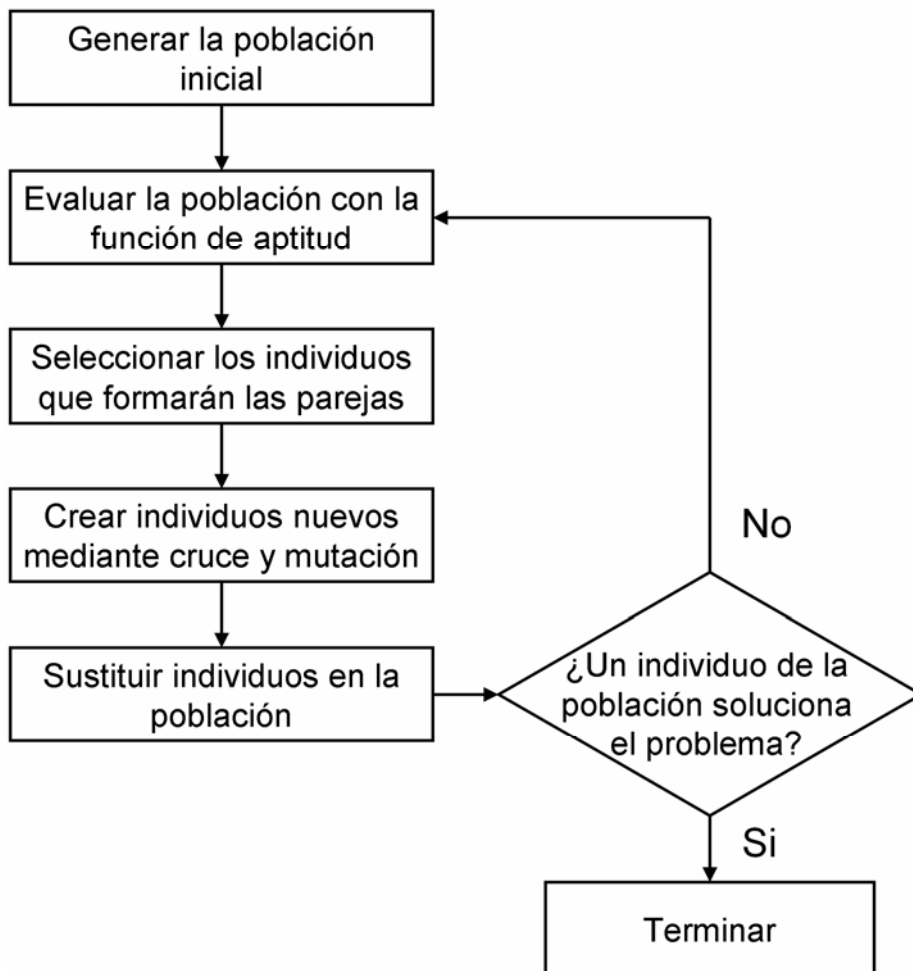 Generar la población
inicial
Evaluar la población con la
función de aptitud
Seleccionar los individuos
que formarán las parejas
Crear individuos nuevos
mediante cruce y mutación
Sustituir individuos en la
población
No
¿Un individuo de la
población soluciona
el problema?
Si
Terminar